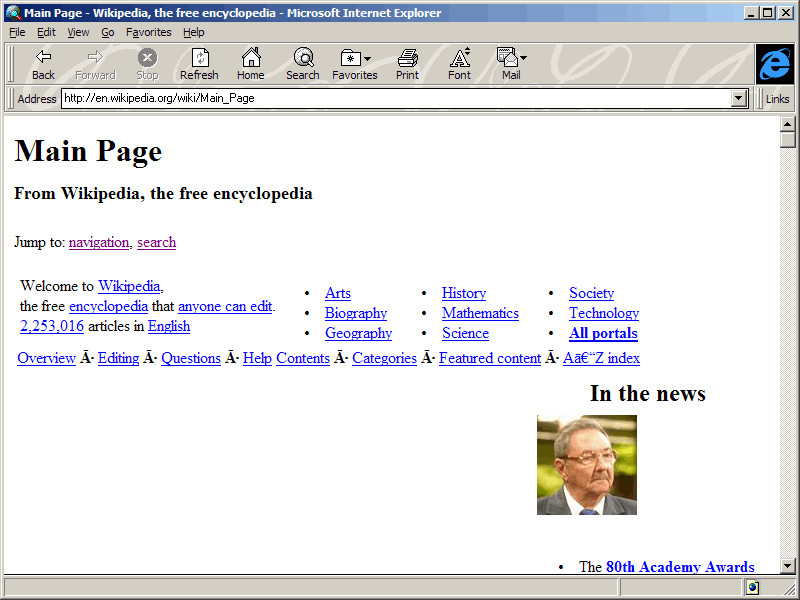 Main Page - Wikipedia, the free encyclopedia - Microsoft Internet Explorer
File Edit View Go Favorites Help
Back Forward Stop Refresh Home Search Favorites Print Font Mail
Address http://en.wikipedia.org/wiki/Main_Page Links
Main Page
From Wikipedia, the free encyclopedia
Jump to: navigation, search
Welcome to Wikipedia,
the free encyclopedia that anyone can edit.
2,253,016 articles in English
• Arts
• Biography
• Geography
• History
• Mathematics
• Science
• Society
• Technology
• All portals
Overview Ā· Editing Ā· Questions Ā· Help Contents Ā· Categories Ā· Featured content Ā· Aā€“Z index
In the news
• The 80th Academy Awards